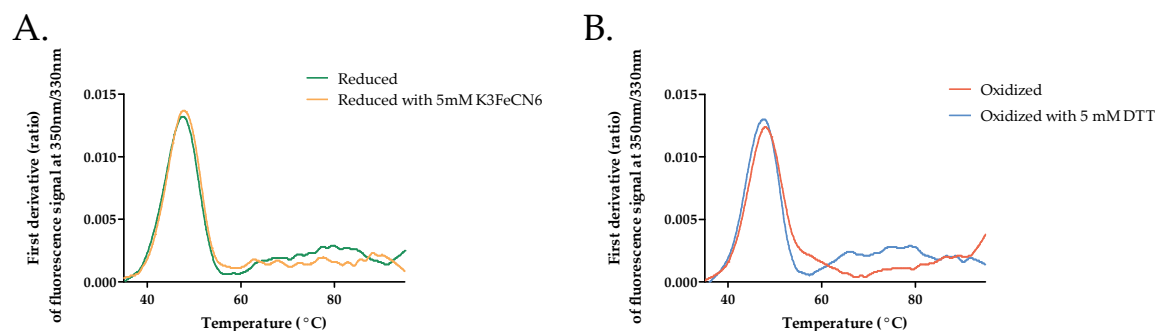 A.
Reduced
Reduced with 5mM K3FeCN6
First derivative (ratio)
of fluorescence signal at 350nm/330nm
0.015
0.010
0.005
0.000
40
60
80
Temperature (°C)
B.
Oxidized
Oxidized with 5 mM DTT
First derivative (ratio)
of fluorescence signal at 350nm/330nm
0.015
0.010
0.005
0.000
40
60
80
Temperature (°C)